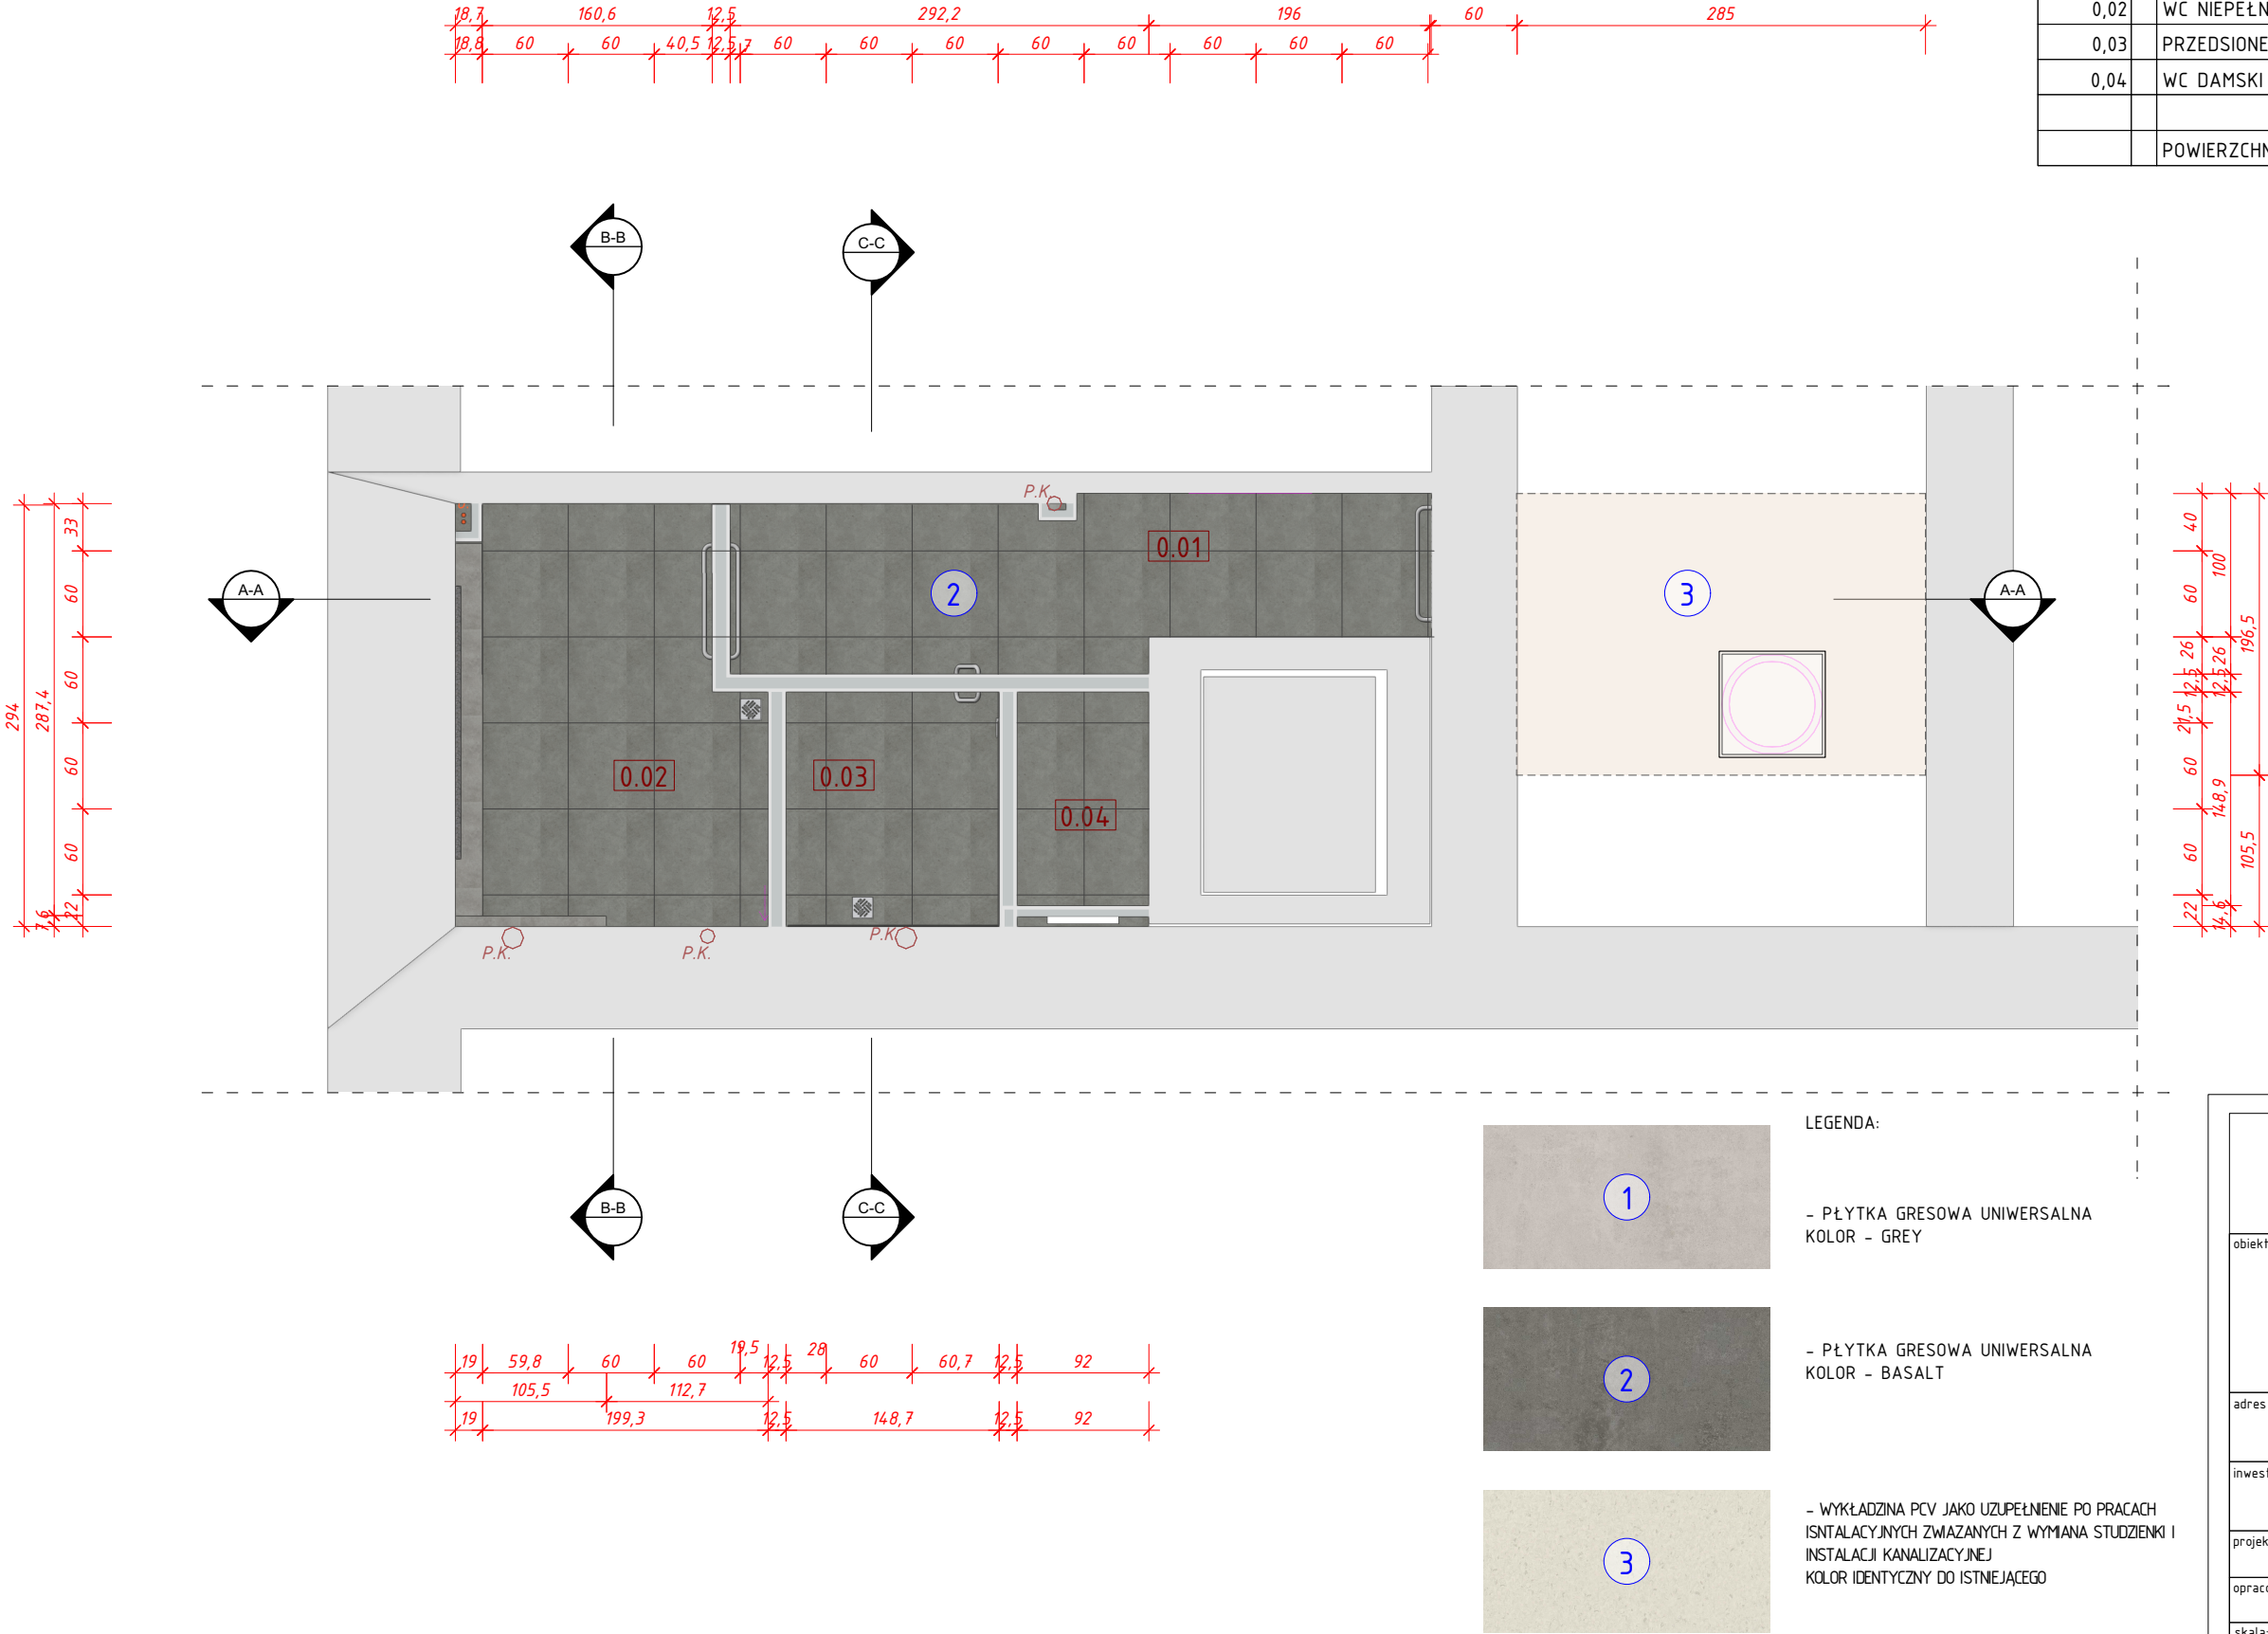 18,7 160,6 12,5 292,2 196 60 285
18,8 60 60 40,5 12,5 7 60 60 60 60 60 60 60 60
0,02 WC
0,03
0,04 WC DAMSKI
B-B C-C
A-A A-A
P.K.
0.01
2
3
0.02
0.03
0.04
P.K. P.K. P.K.
294
287,4 7,6
33 60 60 60 60 22
40 60 26 12,5 21,5 60 60 22
100 26 12,5 148,9 14,6
196,5 105,5
B-B C-C
LEGENDA:
1
- PŁYTKA GRESOWA UNIWERSALNA
KOLOR - GREY
2
- PŁYTKA GRESOWA UNIWERSALNA
KOLOR - BASALT
3
- WYKŁADZINA PCV JAKO UZUPEŁNIENIE PO PRACACH
ISNTALACYJNYCH ZWIAZANYCH Z WYMIANA STUDZIENKI I
INSTALACJI KANALIZACYJNEJ
KOLOR IDENTYCZNY DO ISTNIEJĄCEGO
19 59,8 60 60 19,5 12,5 28 60 60,7 12,5 92
105,5 112,7
19 199,3 12,5 148,7 12,5 92
obiekt
adres